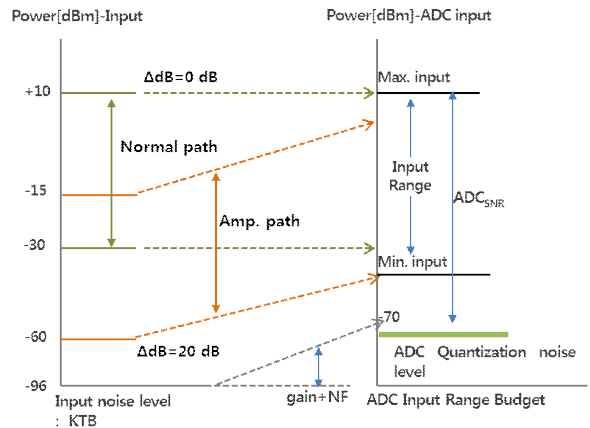 Power[dBm]-Input
Power[dBm]-ADC input
ΔdB=0 dB
Max. input
+10
Normal path
Input
Range
ADCSNR
-15
Amp. path
-30
Min. input
-70
-60
ΔdB=20 dB
ADC Quantization noise
level
-96
gain+NF
Input noise level
: KTB
ADC Input Range Budget